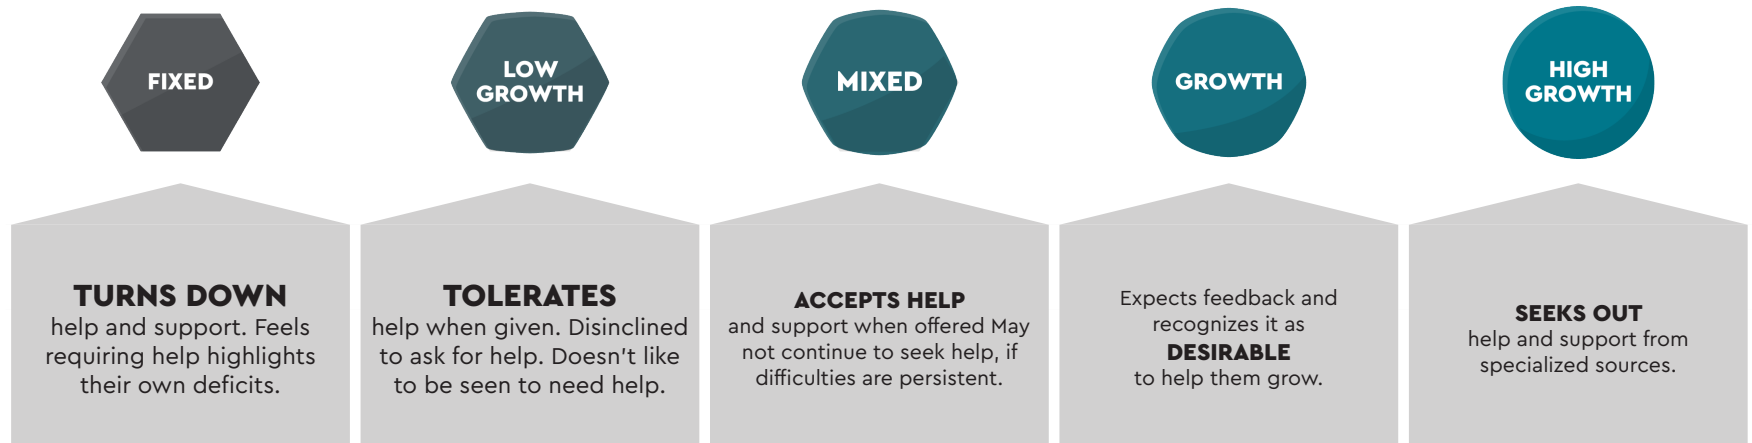 FIXED
LOW
GROWTH
MIXED
GROWTH
HIGH
GROWTH
TURNS DOWN
help and support. Feels
requiring help highlights
their own deficits.
TOLERATES
help when given. Disinclined
to ask for help. Doesn't like
to be seen to need help.
ACCEPTS HELP
and support when offered May
not continue to seek help, if
difficulties are persistent.
Expects feedback and
recognizes it as
DESIRABLE
to help them grow.
SEEKS OUT
help and support from
specialized sources.